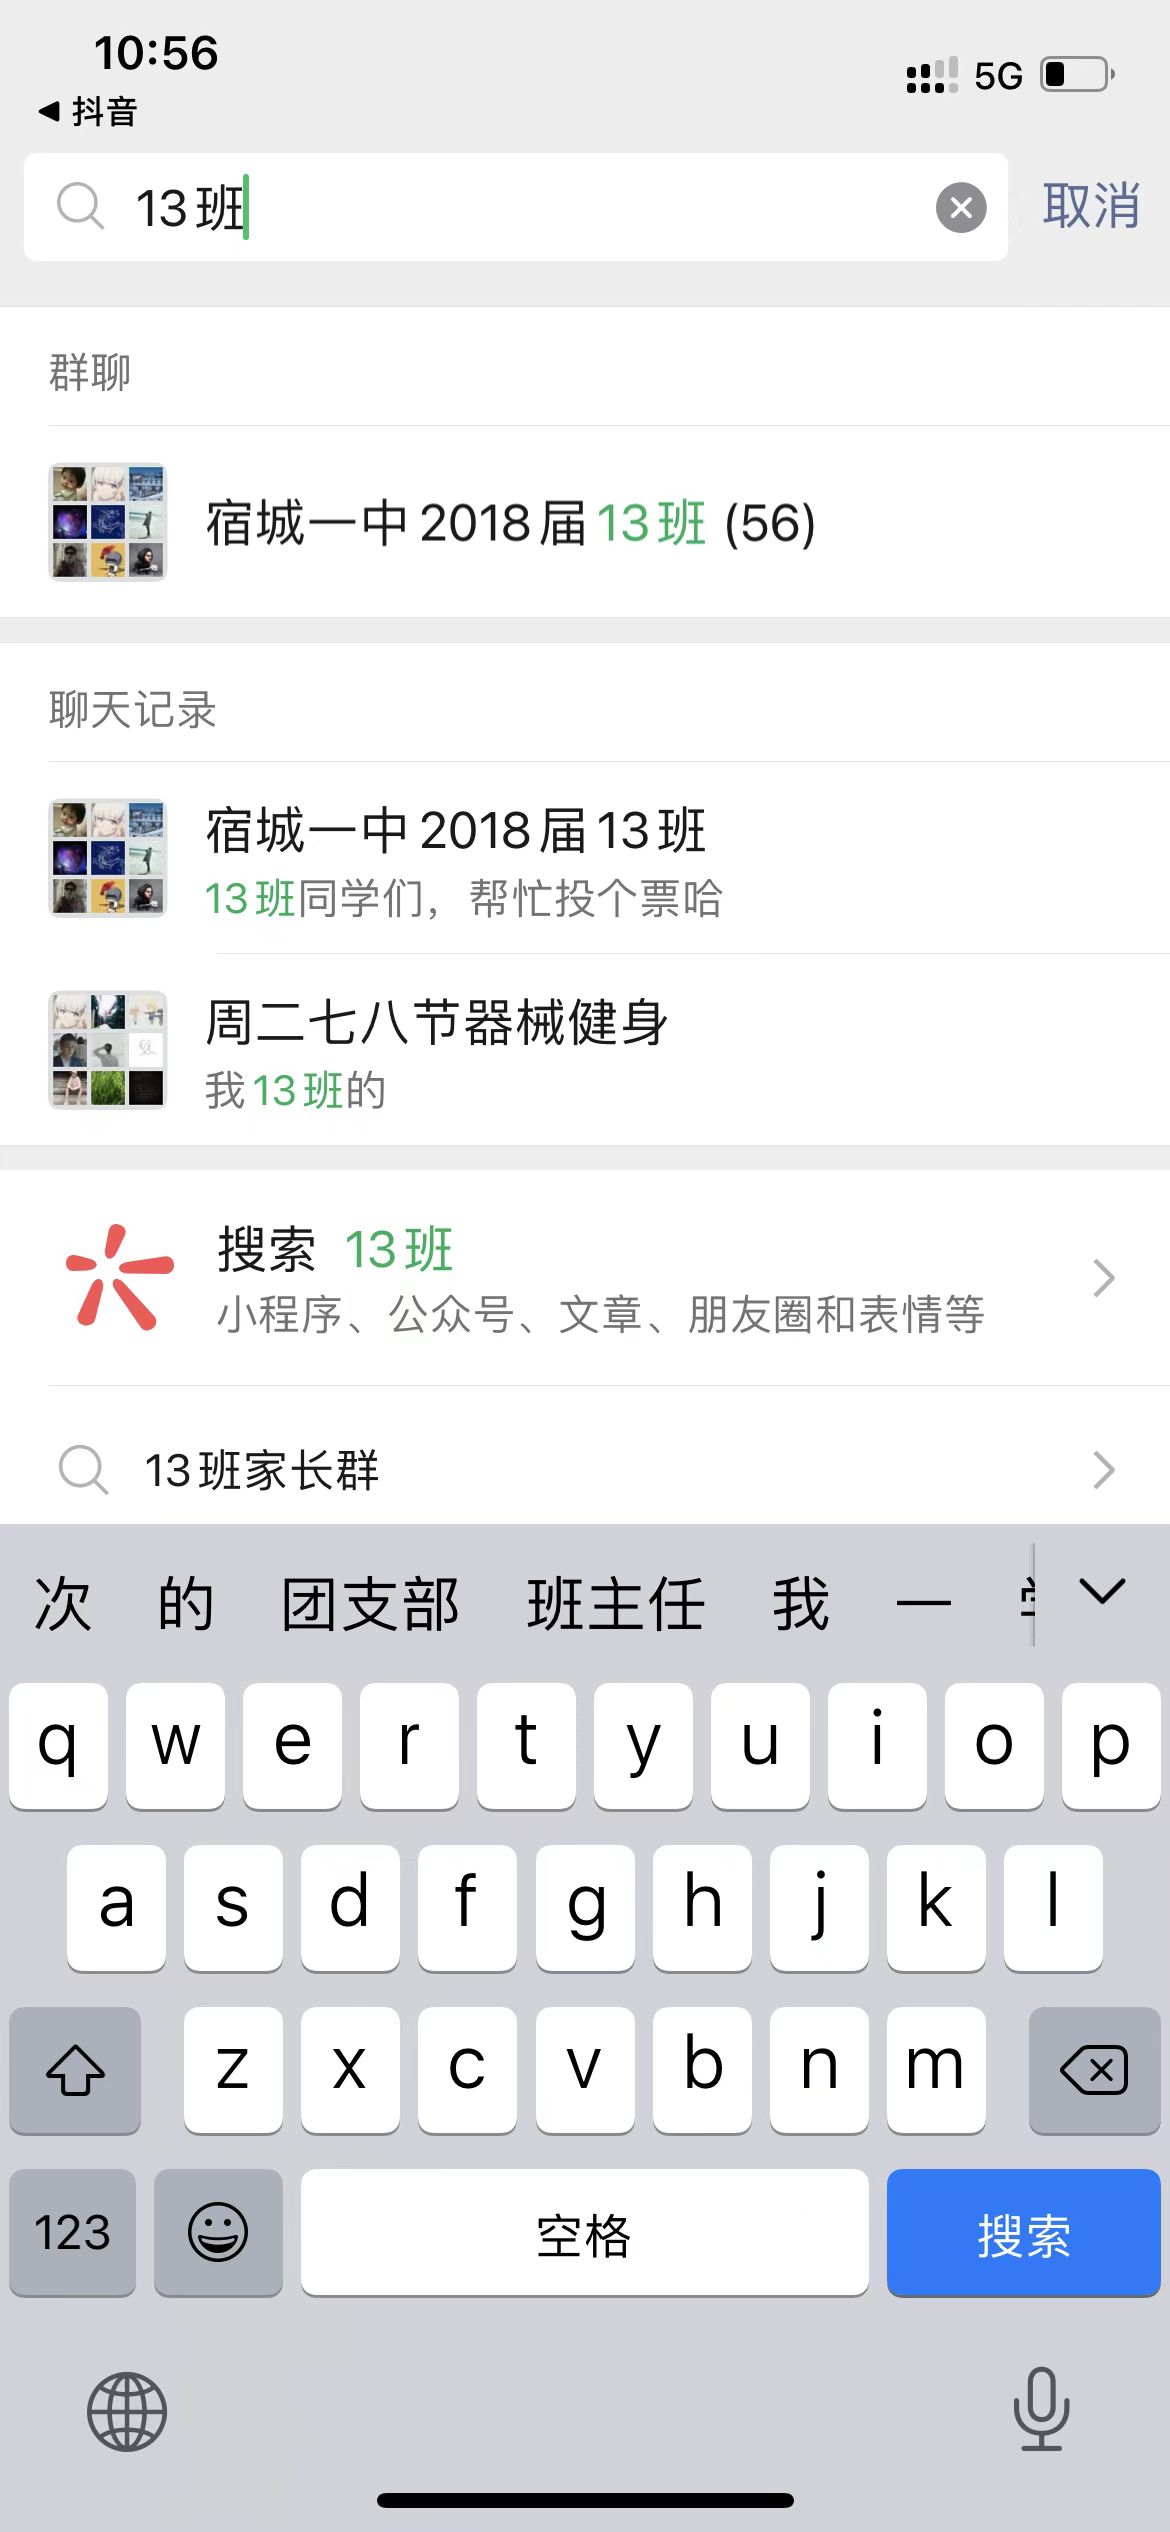 10:56
5G
抖音
13班
取消
群聊
宿城一中2018届13班 (56)
聊天记录
宿城一中2018届13班
13班同学们，帮忙投个票哈
周二七八节器械健身
我13班的
搜索 13班
小程序、公众号、文章、朋友圈和表情等
13班家长群
次 的 团支部 班主任 我 一
q w e r t y u i o p
a s d f g h j k l
z x c v b n m
123 空格 搜索